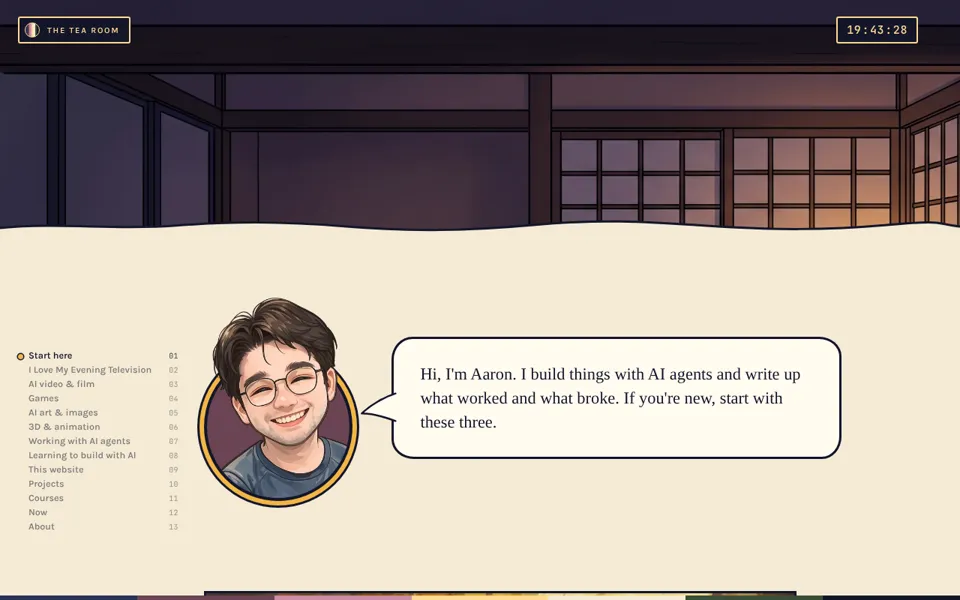 THE TEA ROOM
19:43:28
Start here 01
I Love My Evening Television 02
AI video & film 03
Games 04
AI art & images 05
3D & animation 06
Working with AI agents 07
Learning to build with AI 08
This website 09
Projects 10
Courses 11
Now 12
About 13
Hi, I'm Aaron. I build things with AI agents and write up
what worked and what broke. If you're new, start with
these three.